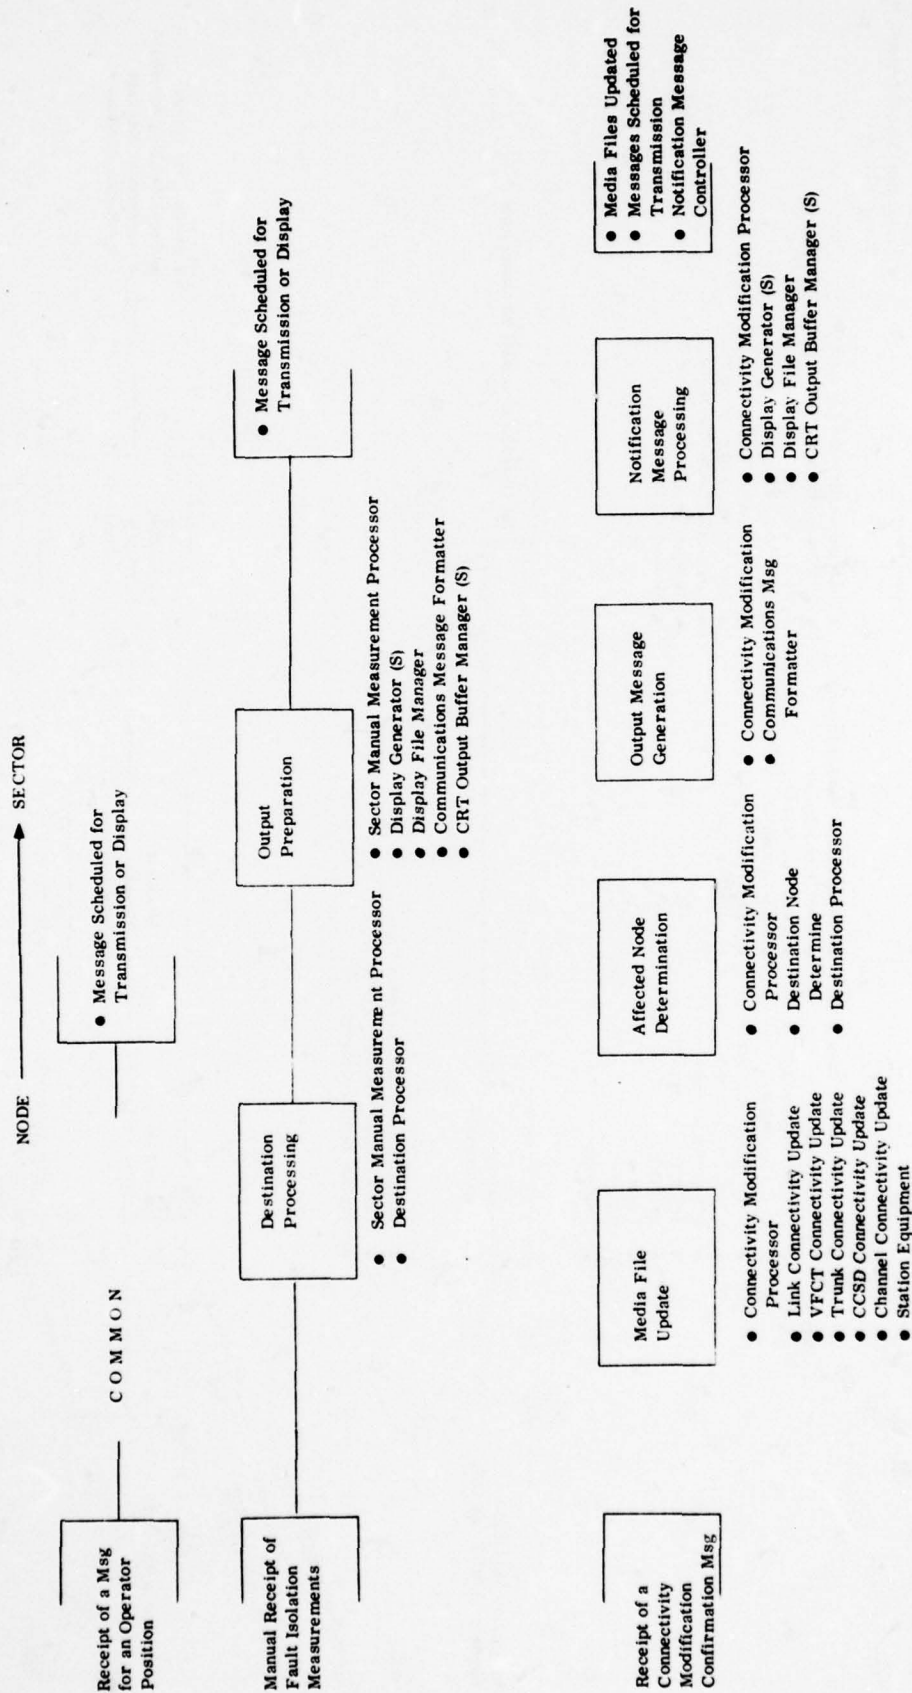 NODE SECTOR
Receipt of a Msg
for an Operator
Position
COMMON
● Message Scheduled for
Transmission or Display
Manual Receipt of
Fault Isolation
Measurements
Destination
Processing
● Sector Manual Measurement Processor
● Destination Processor
Output
Preparation
● Sector Manual Measurement Processor
● Display Generator (S)
● Display File Manager
● Communications Message Formatter
● CRT Output Buffer Manager (S)
● Message Scheduled for
Transmission or Display
Receipt of a
Connectivity
Modification
Confirmation Msg
Media File
Update
● Connectivity Modification
Processor
● Link Connectivity Update
● VFCT Connectivity Update
● Trunk Connectivity Update
● CCSD Connectivity Update
● Channel Connectivity Update
● Station Equipment
Affected Node
Determination
● Connectivity Modification
Processor
● Destination Node
Determine
● Destination Processor
Output Message
Generation
● Connectivity Modification
● Communications Msg
Formatter
Notification
Message
Processing
● Connectivity Modification Processor
● Display Generator (S)
● Display File Manager
● CRT Output Buffer Manager (S)
● Media Files Updated
● Messages Scheduled for
Transmission
● Notification Message
Controller